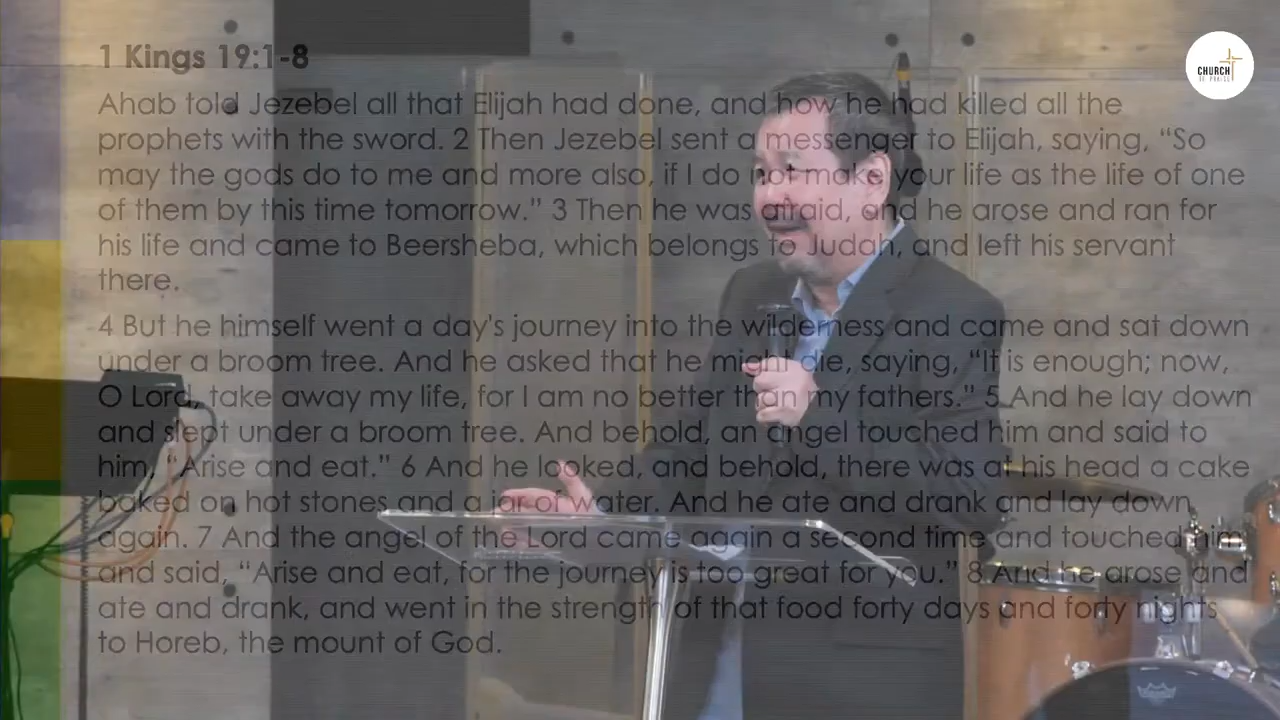 1 Kings 19:1-8
Ahab told Jezebel all that Elijah had done, and how he had killed all the
prophets with the sword. 2 Then Jezebel sent a messenger to Elijah, saying, “So
may the gods do to me and more also, if I do not make your life as the life of one
of them by this time tomorrow.” 3 Then he was afraid, and he arose and ran for
his life and came to Beersheba, which belongs to Judah, and left his servant
there.
4 But he himself went a day's journey into the wilderness and came and sat down
under a broom tree. And he asked that he might die, saying, “It is enough; now,
O Lord, take away my life, for I am no better than my fathers.” 5 And he lay down
and slept under a broom tree. And behold, an angel touched him and said to
him, “Arise and eat.” 6 And he looked, and behold, there was at his head a cake
baked on hot stones and a jar of water. And he ate and drank and lay down
again. 7 And the angel of the Lord came again a second time and touched him
and said, “Arise and eat, for the journey is too great for you.” 8 And he arose and
ate and drank, and went in the strength of that food forty days and forty nights
to Horeb, the mount of God.
CHURCH
OF PRAISE